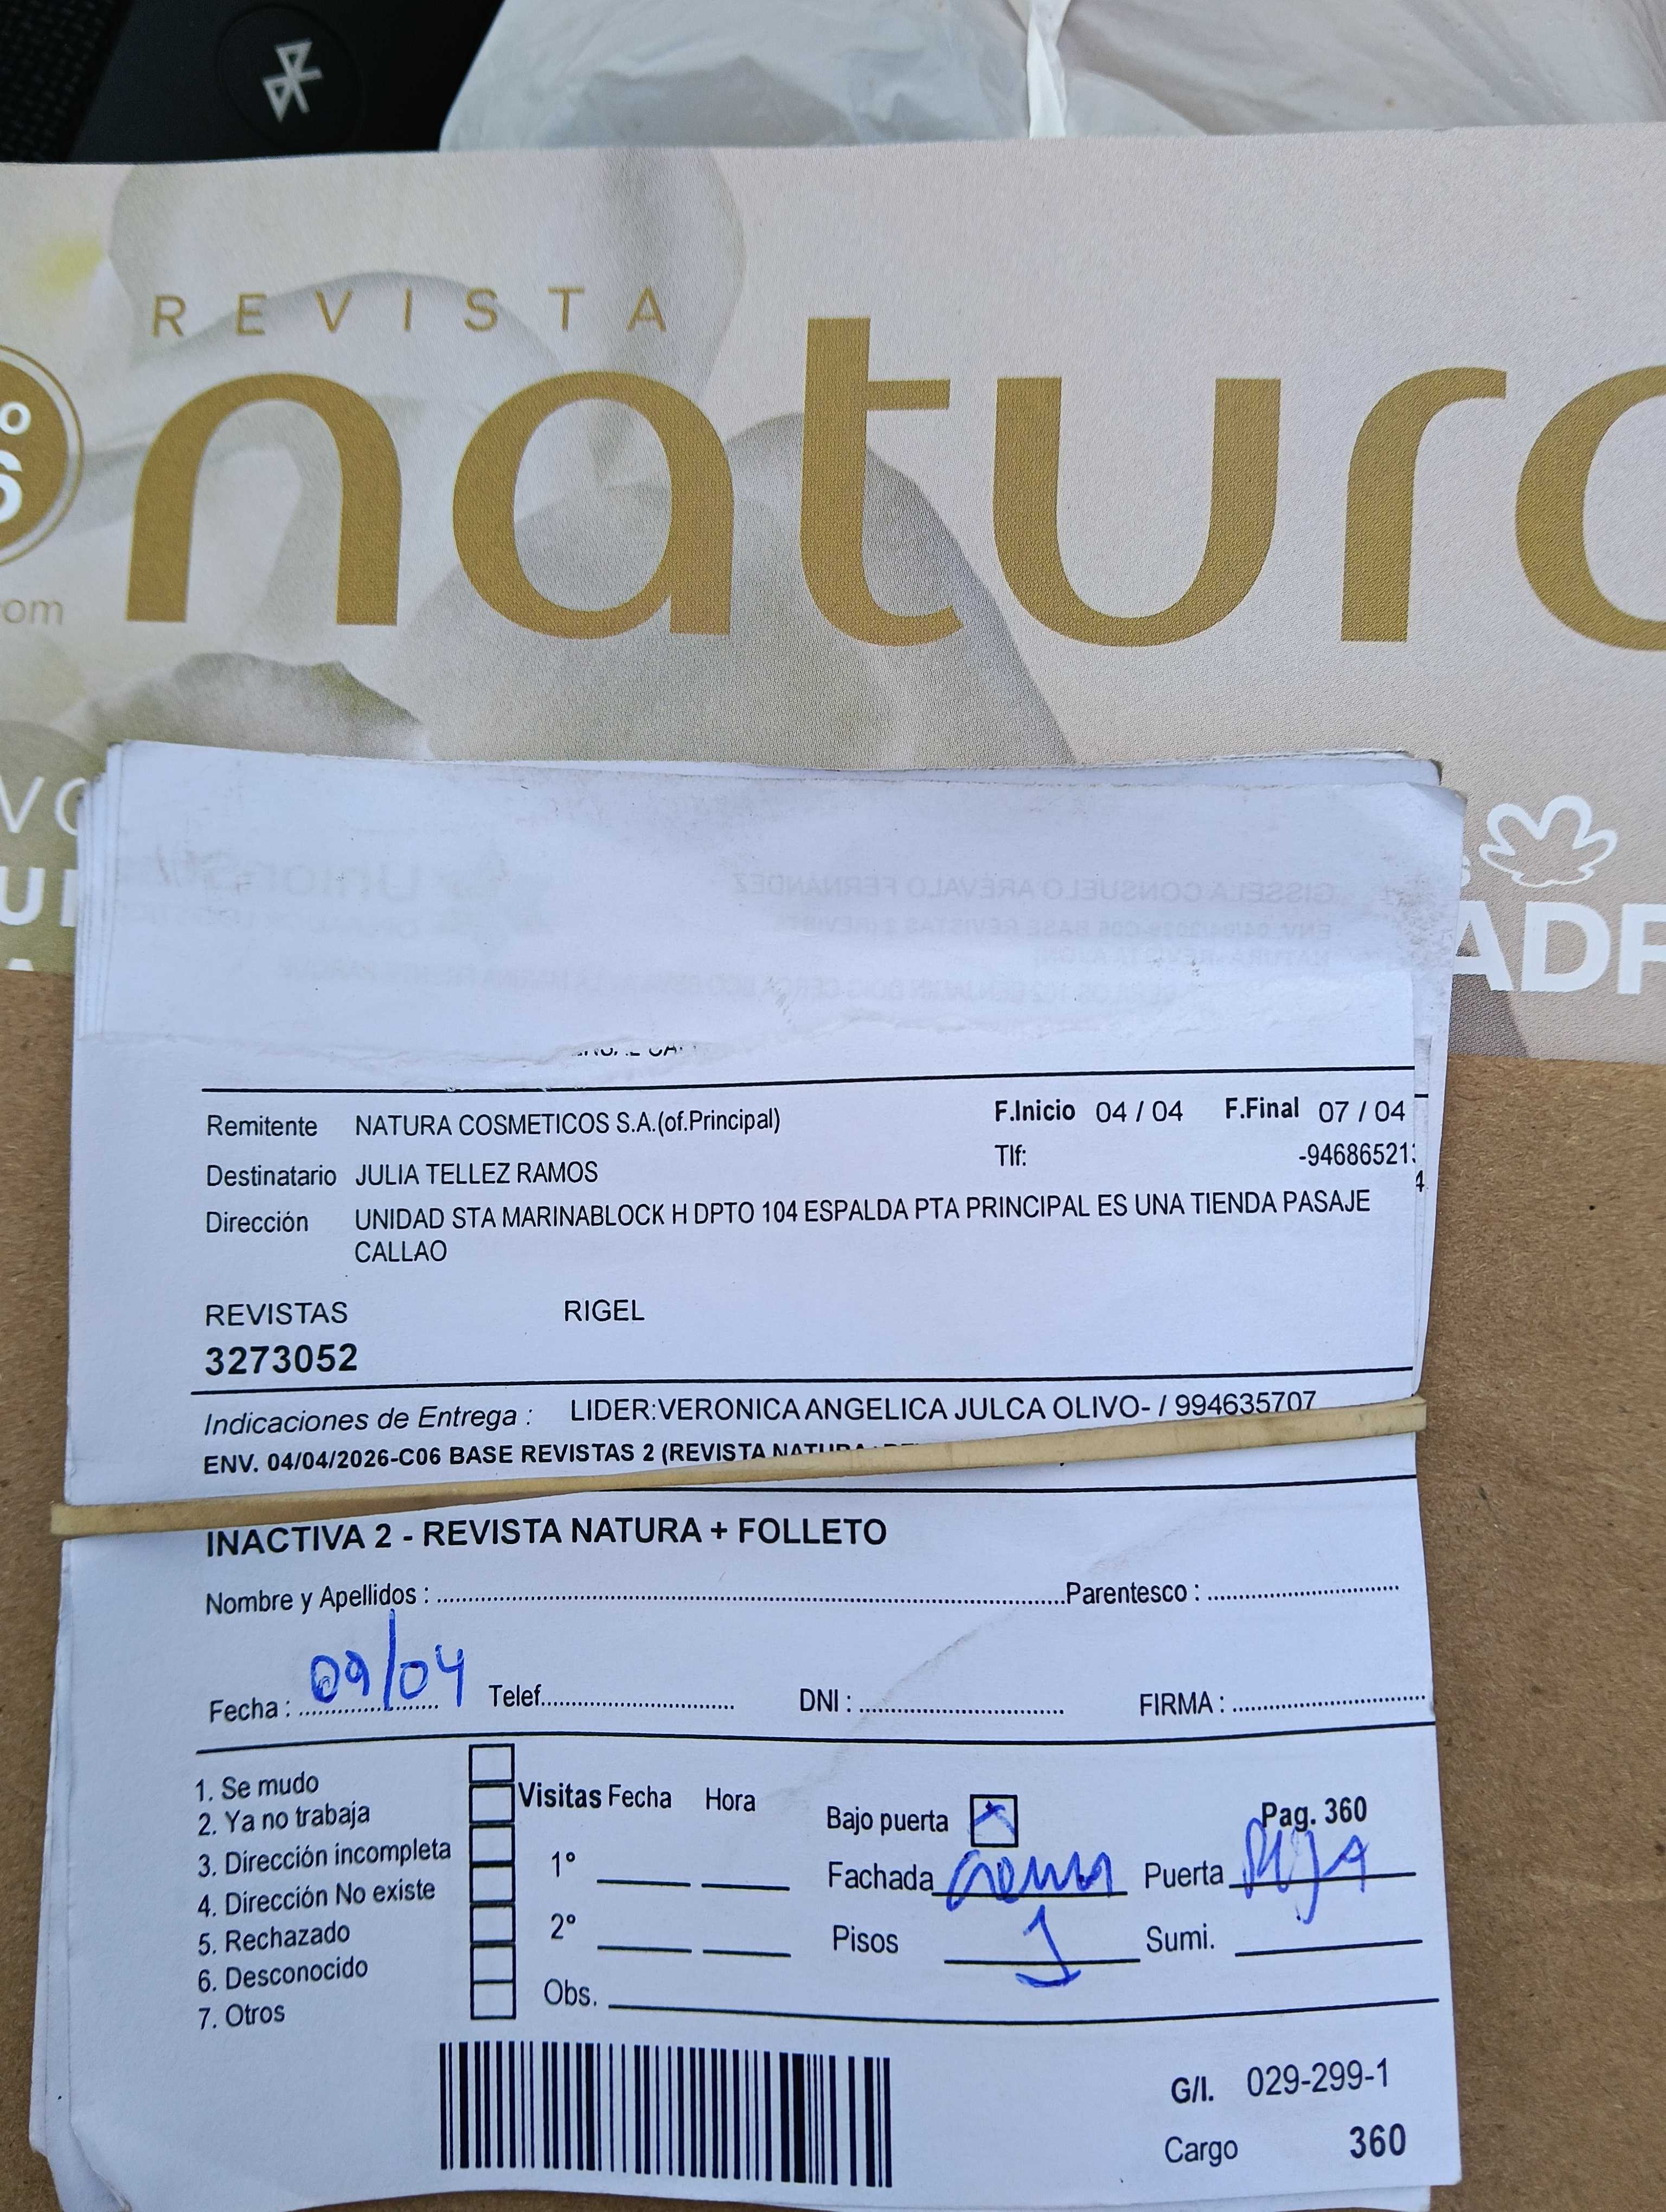 REVISTA
natura
Remitente NATURA COSMETICOS S.A.(of.Principal) F.Inicio 04 / 04 F.Final 07 / 04
Tlf: -94686521
Destinatario JULIA TELLEZ RAMOS
Dirección UNIDAD STA MARINABLOCK H DPTO 104 ESPALDA PTA PRINCIPAL ES UNA TIENDA PASAJE
CALLAO
REVISTAS RIGEL
3273052
Indicaciones de Entrega : LIDER:VERONICA ANGELICA JULCA OLIVO- / 994635707
ENV. 04/04/2026-C06 BASE REVISTAS 2 (REVISTA NATURA
INACTIVA 2 - REVISTA NATURA + FOLLETO
Nombre y Apellidos : Parentesco :
Fecha : 09/04 Telef. DNI : FIRMA :
1. Se mudo
2. Ya no trabaja
3. Dirección incompleta
4. Dirección No existe
5. Rechazado
6. Desconocido
7. Otros
Visitas Fecha Hora
1°
2°
Obs.
Bajo puerta Pag. 360
Fachada crema Puerta
Pisos 1 Sumi.
G/I. 029-299-1
Cargo 360